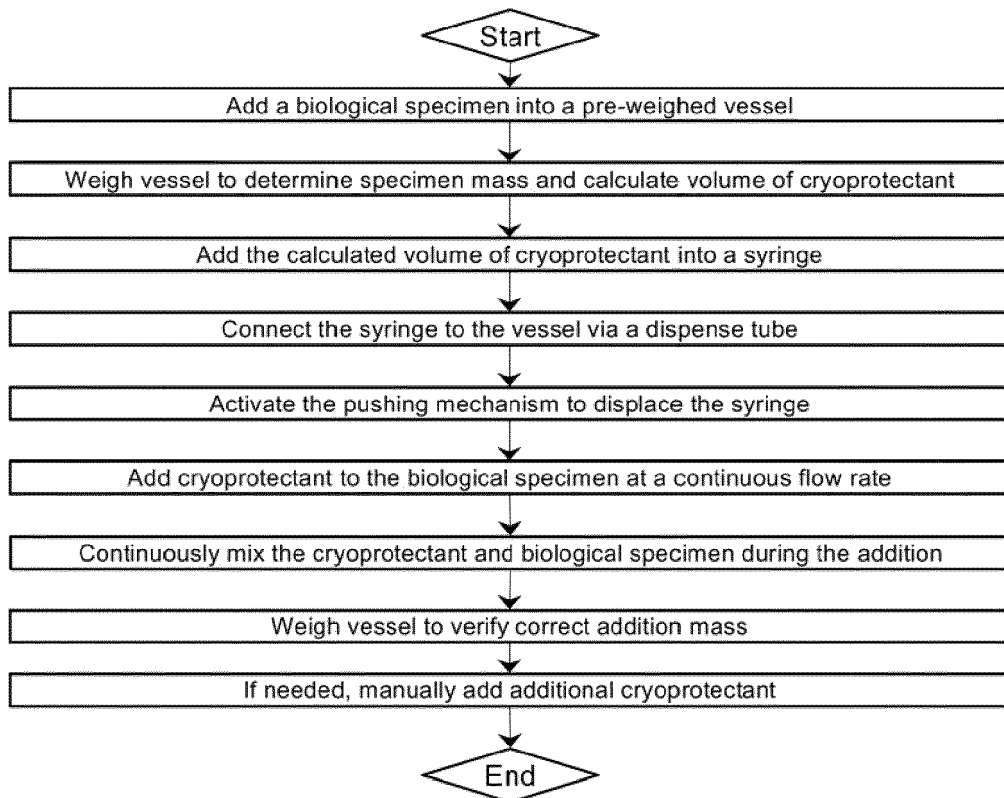 Start
Add a biological specimen into a pre-weighed vessel
Weigh vessel to determine specimen mass and calculate volume of cryoprotectant
Add the calculated volume of cryoprotectant into a syringe
Connect the syringe to the vessel via a dispense tube
Activate the pushing mechanism to displace the syringe
Add cryoprotectant to the biological specimen at a continuous flow rate
Continuously mix the cryoprotectant and biological specimen during the addition
Weigh vessel to verify correct addition mass
If needed, manually add additional cryoprotectant
End